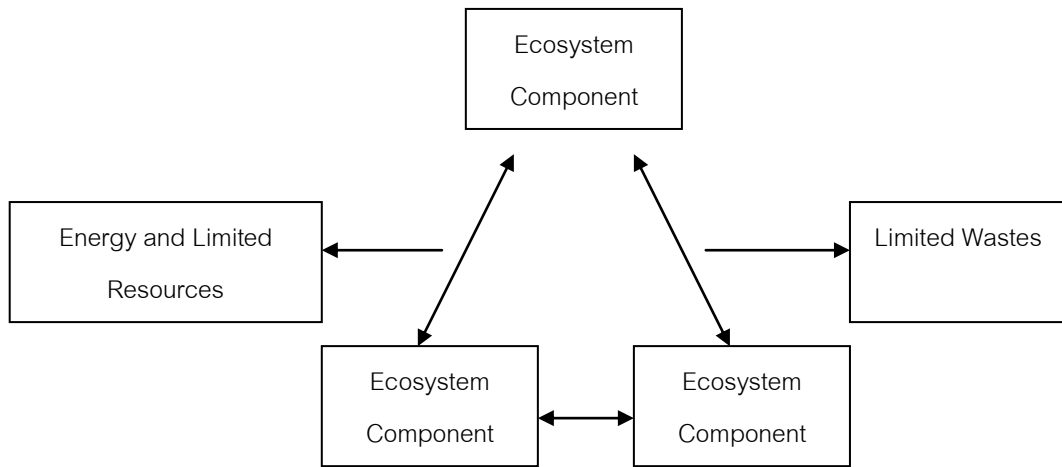 Ecosystem
Component
Energy and Limited
Resources
Limited Wastes
Ecosystem
Component
Ecosystem
Component